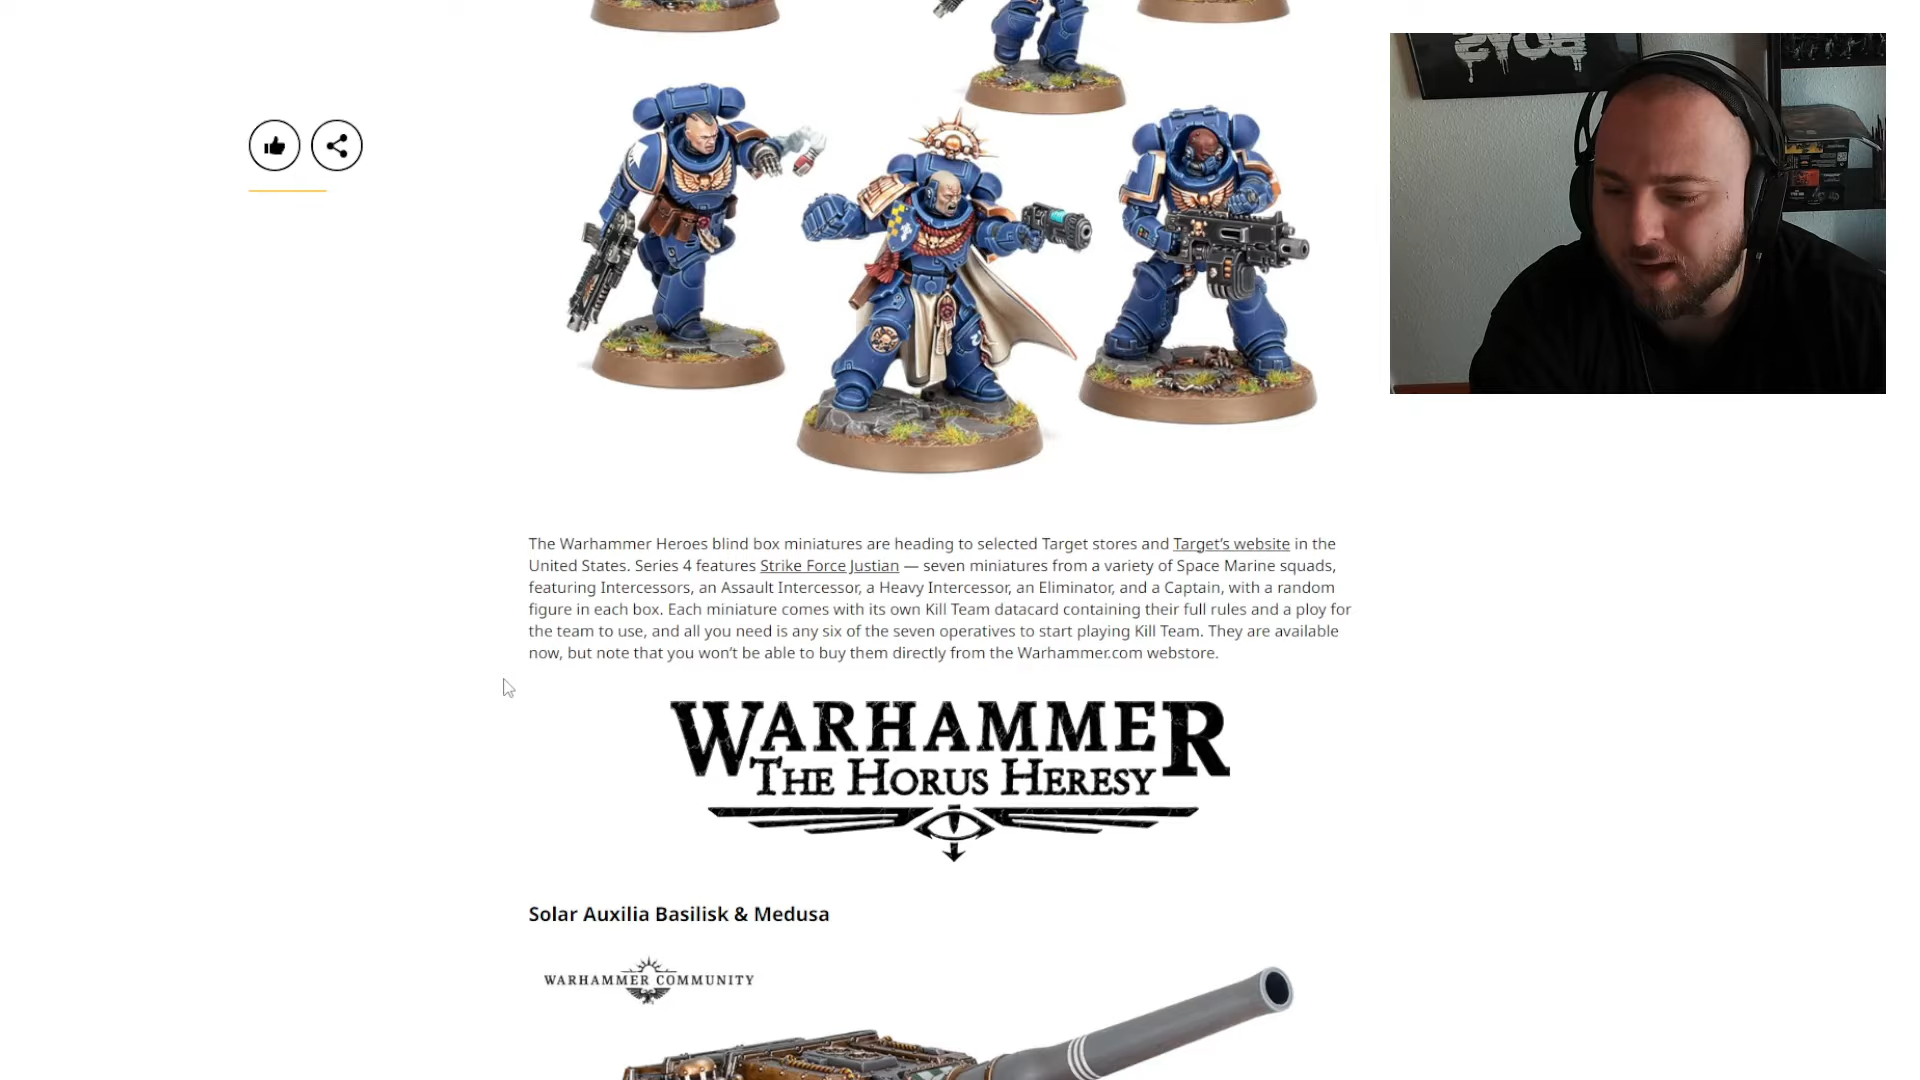 BOYS
The Warhammer Heroes blind box miniatures are heading to selected Target stores and Target’s website in the
United States. Series 4 features Strike Force Justian — seven miniatures from a variety of Space Marine squads,
featuring Intercessors, an Assault Intercessor, a Heavy Intercessor, an Eliminator, and a Captain, with a random
figure in each box. Each miniature comes with its own Kill Team datacard containing their full rules and a ploy for
the team to use, and all you need is any six of the seven operatives to start playing Kill Team. They are available
now, but note that you won’t be able to buy them directly from the Warhammer.com webstore.
WARHAMMER
THE HORUS HERESY
Solar Auxilia Basilisk & Medusa
WARHAMMER COMMUNITY